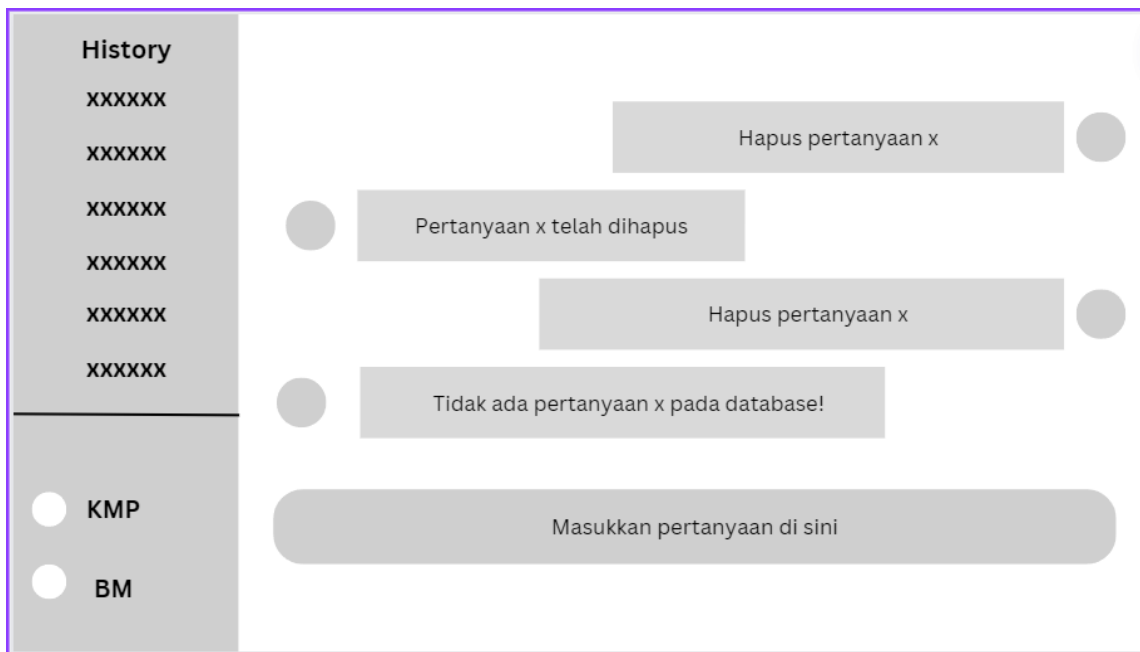 History
xxxxxx
xxxxxx
xxxxxx
xxxxxx
xxxxxx
xxxxxx
KMP
BM
Hapus pertanyaan x
Pertanyaan x telah dihapus
Hapus pertanyaan x
Tidak ada pertanyaan x pada database!
Masukkan pertanyaan di sini